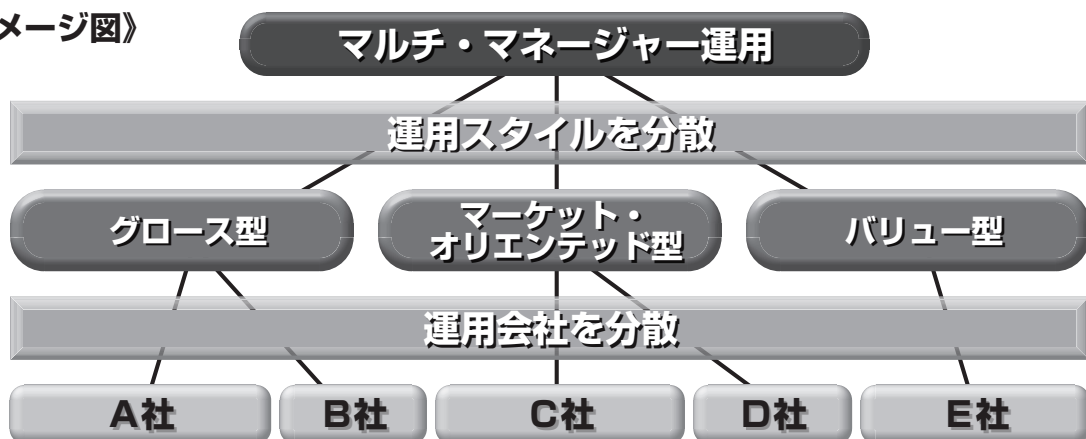 メージ図》
マルチ・マネージャー運用
運用スタイルを分散
グロース型
マーケット・
オリエンテッド型
バリュー型
運用会社を分散
A社
B社
C社
D社
E社